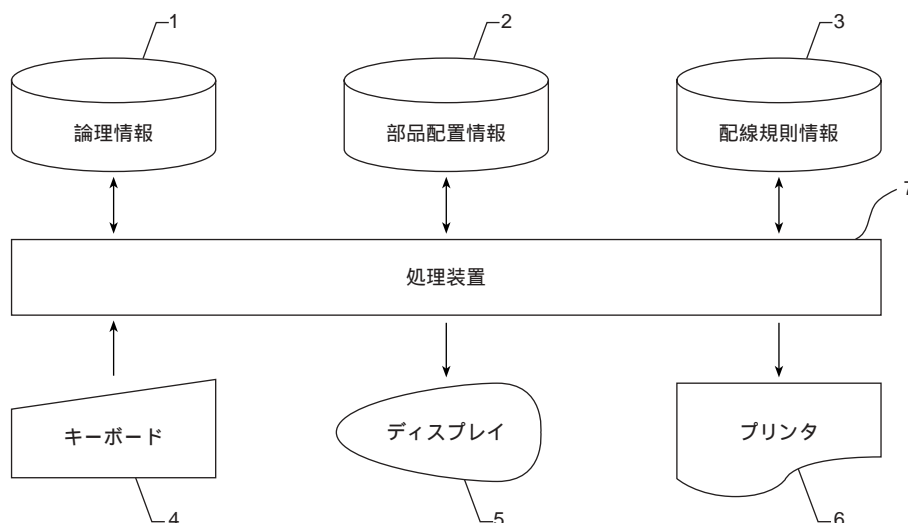 1
2
3
論理情報
部品配置情報
配線規則情報
7
処理装置
キーボード
ディスプレイ
プリンタ
4
5
6